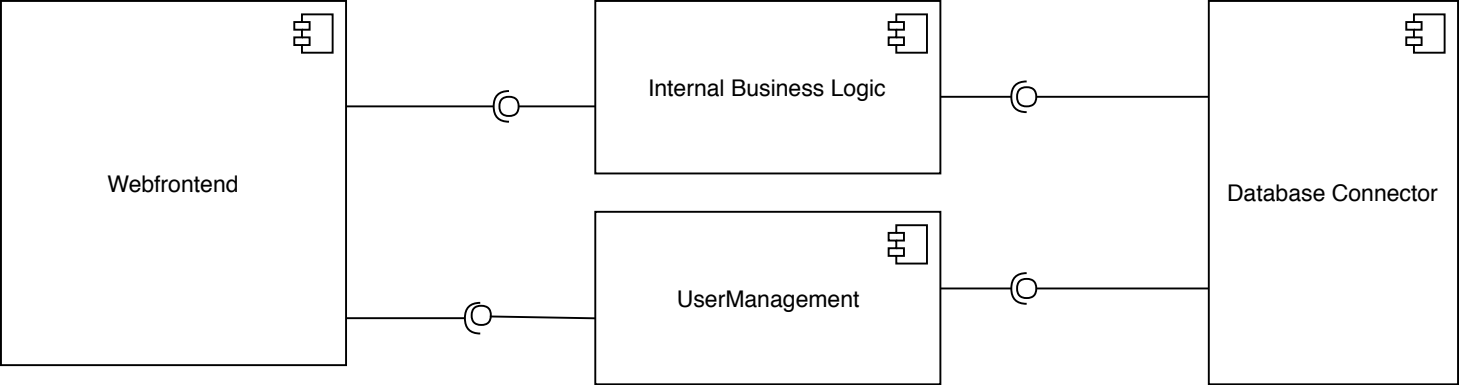 Webfrontend
Internal Business Logic
UserManagement
Database Connector